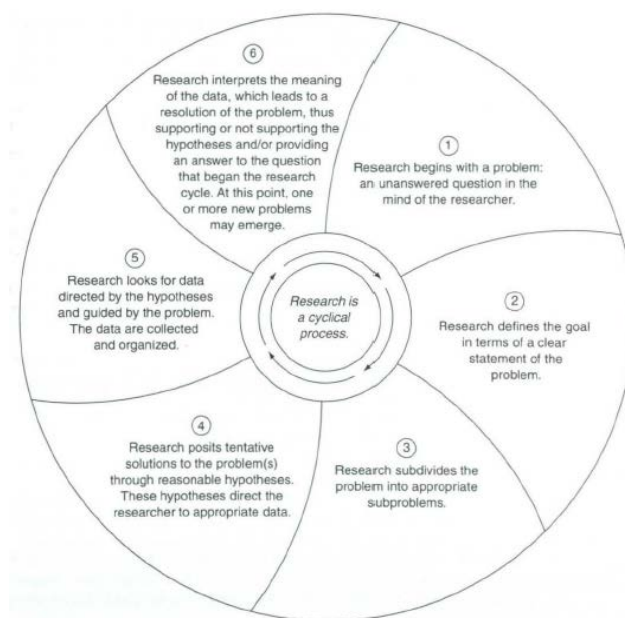 6
Research interprets the meaning
of the data, which leads to a
resolution of the problem, thus
supporting or not supporting the
hypotheses and/or providing
an answer to the question
that began the research
cycle. At this point, one
or more new problems
may emerge.
1
Research begins with a problem:
an unanswered question in the
mind of the researcher.
5
Research looks for data
directed by the hypotheses
and guided by the problem.
The data are collected
and organized.
Research is
a cyclical
process.
2
Research defines the goal
in terms of a clear
statement of the
problem.
4
Research posits tentative
solutions to the problem(s)
through reasonable hypotheses.
These hypotheses direct the
researcher to appropriate data.
3
Research subdivides the
problem into appropriate
subproblems.